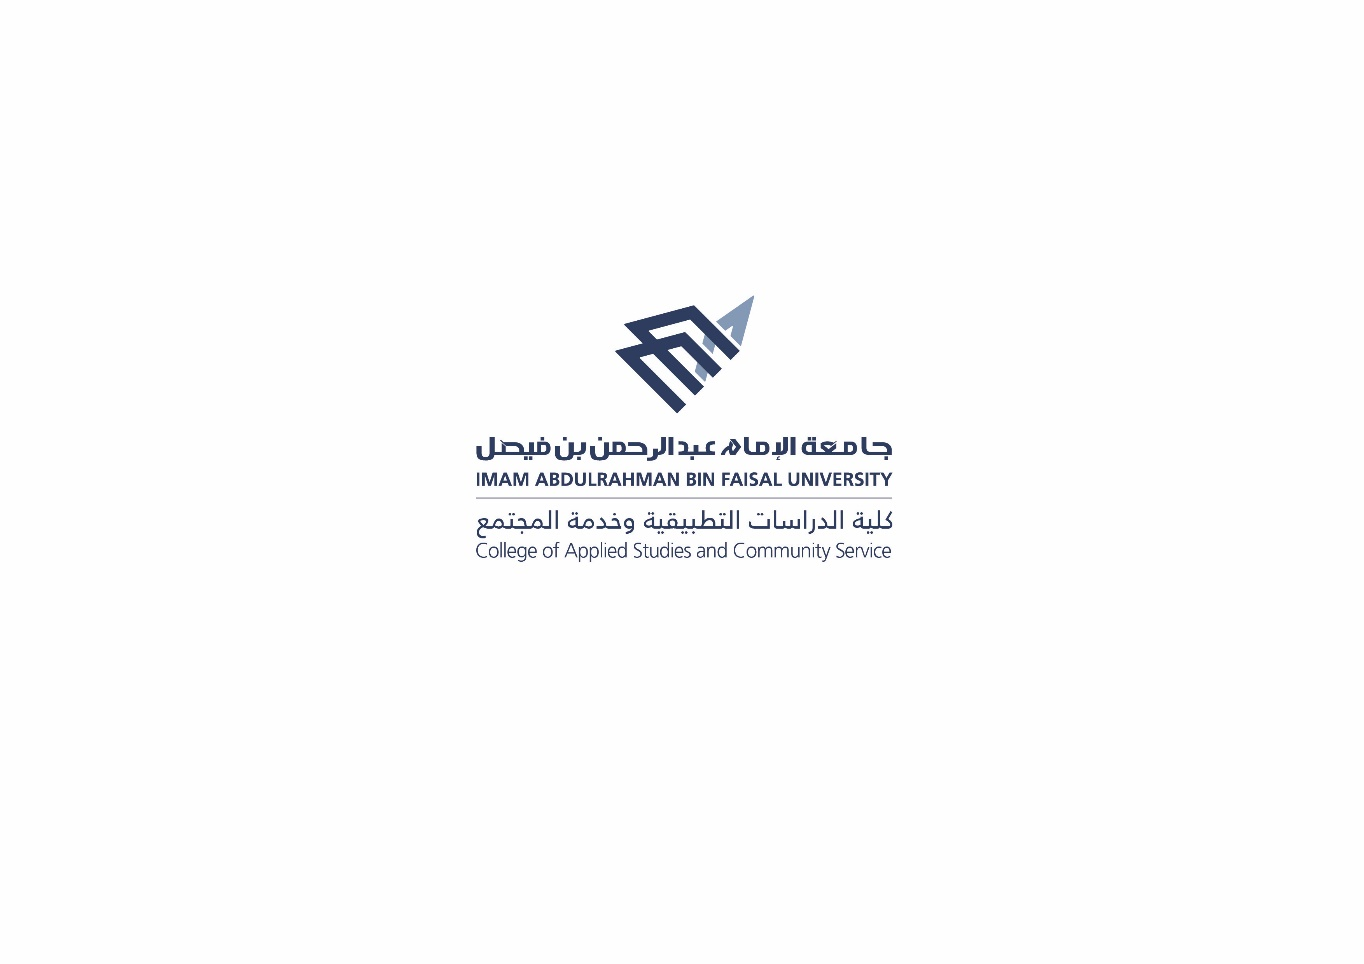 جامعة الإمام عبدالرحمن بن فيصل
IMAM ABDULRAHMAN BIN FAISAL UNIVERSITY
كلية الدراسات التطبيقية وخدمة المجتمع
College of Applied Studies and Community Service